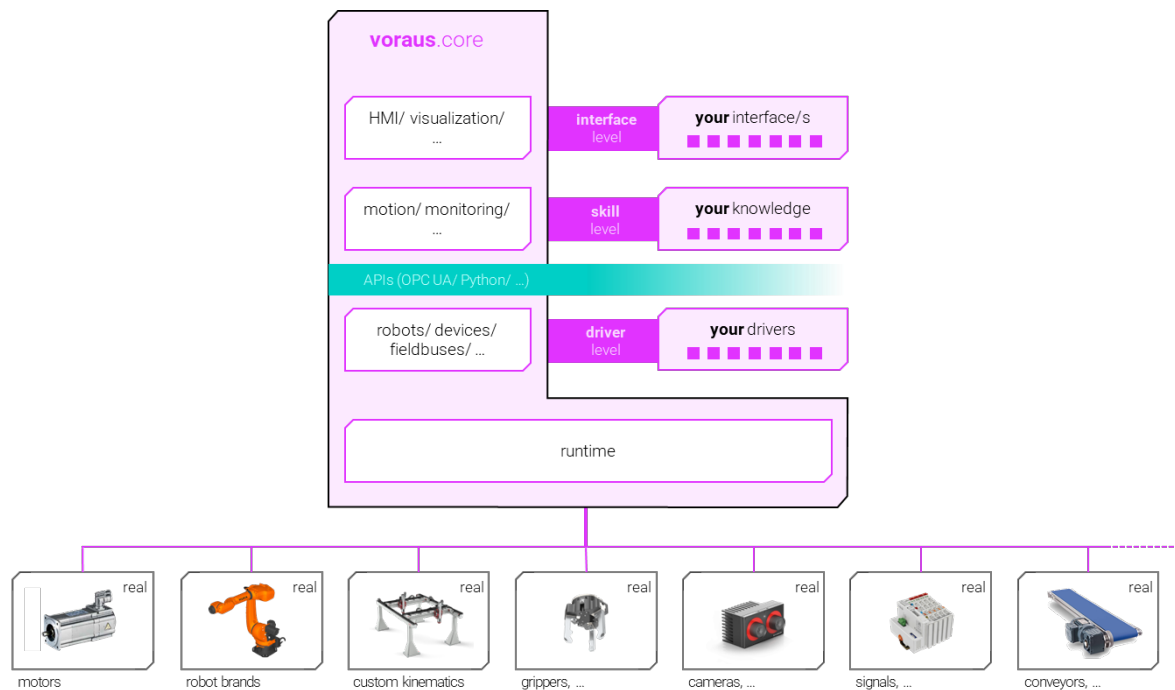 voraus.core
HMI/ visualization/
...
interface
level
your interface/s
motion/ monitoring/
...
skill
level
your knowledge
APIs (OPC UA/ Python/ ...)
robots/ devices/
fieldbuses/ ...
driver
level
your drivers
runtime
real
real
real
real
real
real
real
motors
robot brands
custom kinematics
grippers, ...
cameras, ...
signals, ...
conveyors, ...